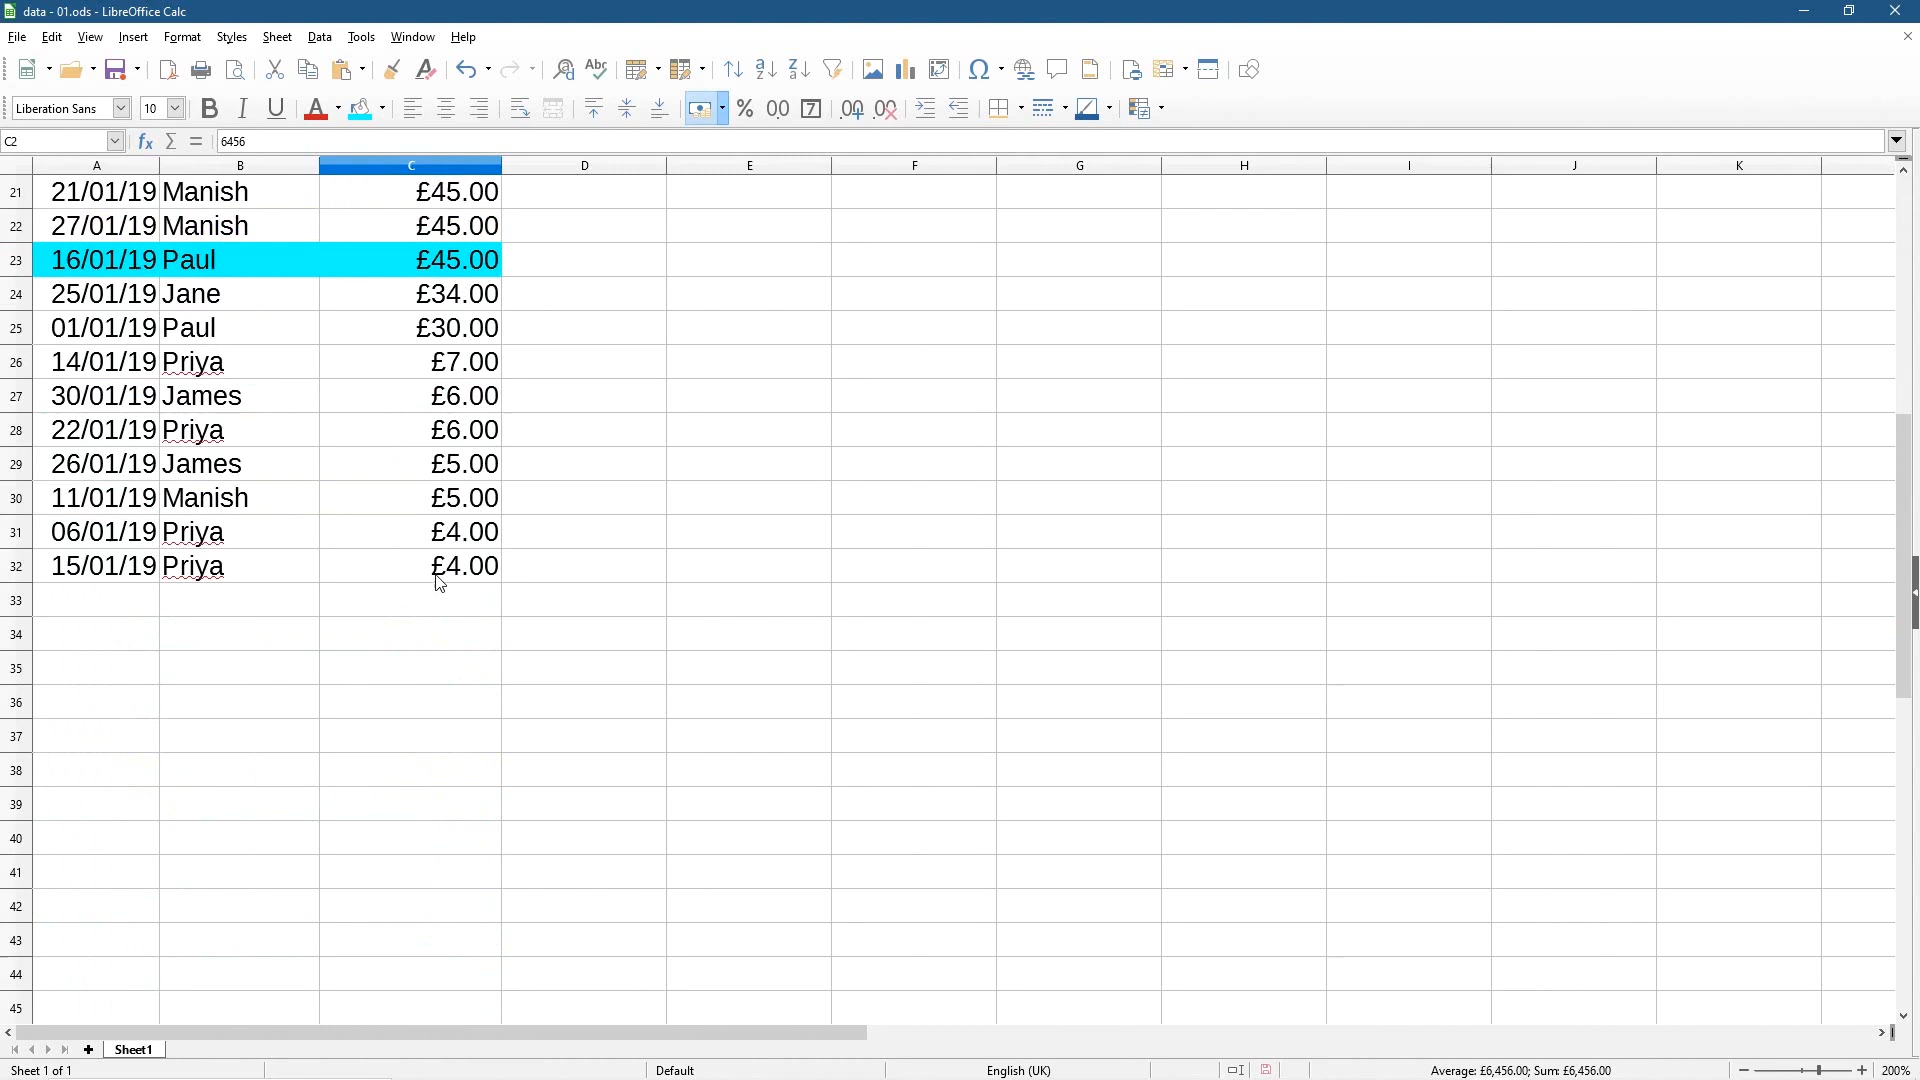 data - 01.ods - LibreOffice Calc
File Edit View Insert Format Styles Sheet Data Tools Window Help
Liberation Sans 10
C2 6456
A B C D E F G H I J K
21 21/01/19 Manish £45.00
22 27/01/19 Manish £45.00
23 16/01/19 Paul £45.00
24 25/01/19 Jane £34.00
25 01/01/19 Paul £30.00
26 14/01/19 Priya £7.00
27 30/01/19 James £6.00
28 22/01/19 Priya £6.00
29 26/01/19 James £5.00
30 11/01/19 Manish £5.00
31 06/01/19 Priya £4.00
32 15/01/19 Priya £4.00
33
34
35
36
37
38
39
40
41
42
43
44
45
Sheet1
Sheet 1 of 1 Default English (UK) Average: £6,456.00; Sum: £6,456.00 200%